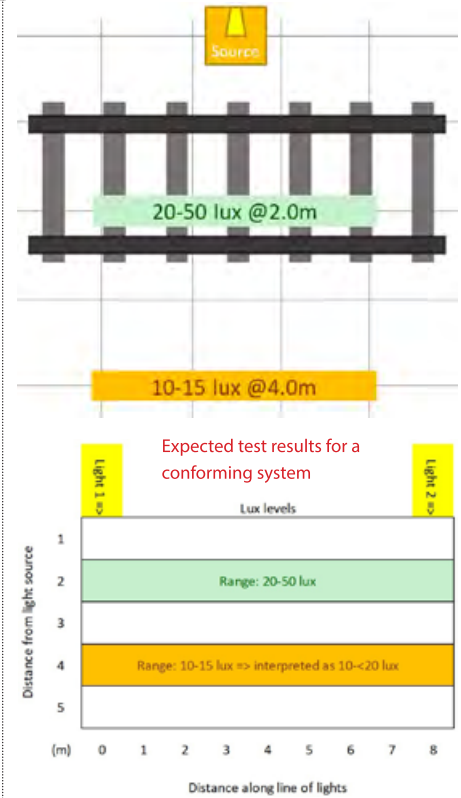 Source
20-50 lux @2.0m
10-15 lux @4.0m
Expected test results for a
conforming system
Light 1 =>
Light 2 =>
Lux levels
Distance from light source
1
2
Range: 20-50 lux
3
4
Range: 10-15 lux => interpreted as 10-<20 lux
5
(m) 0 1 2 3 4 5 6 7 8
Distance along line of lights